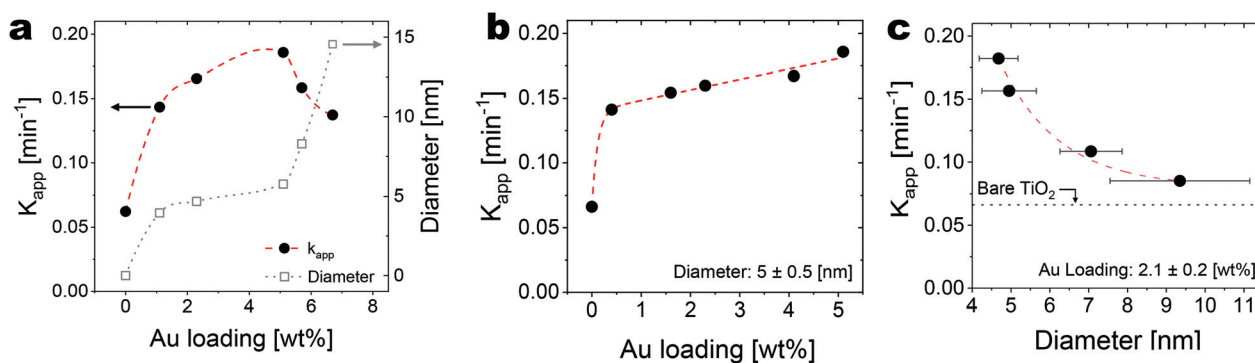 a
0.20
0.15
0.10
0.05
0.00
K_app [min⁻¹]
0 2 4 6 8
Au loading [wt%]
15
10
5
0
Diameter [nm]
k_app
Diameter
b
0.20
0.15
0.10
0.05
0.00
K_app [min⁻¹]
0 1 2 3 4 5
Au loading [wt%]
Diameter: 5 ± 0.5 [nm]
c
0.20
0.15
0.10
0.05
0.00
K_app [min⁻¹]
Bare TiO₂
Au Loading: 2.1 ± 0.2 [wt%]
4 5 6 7 8 9 10 11
Diameter [nm]